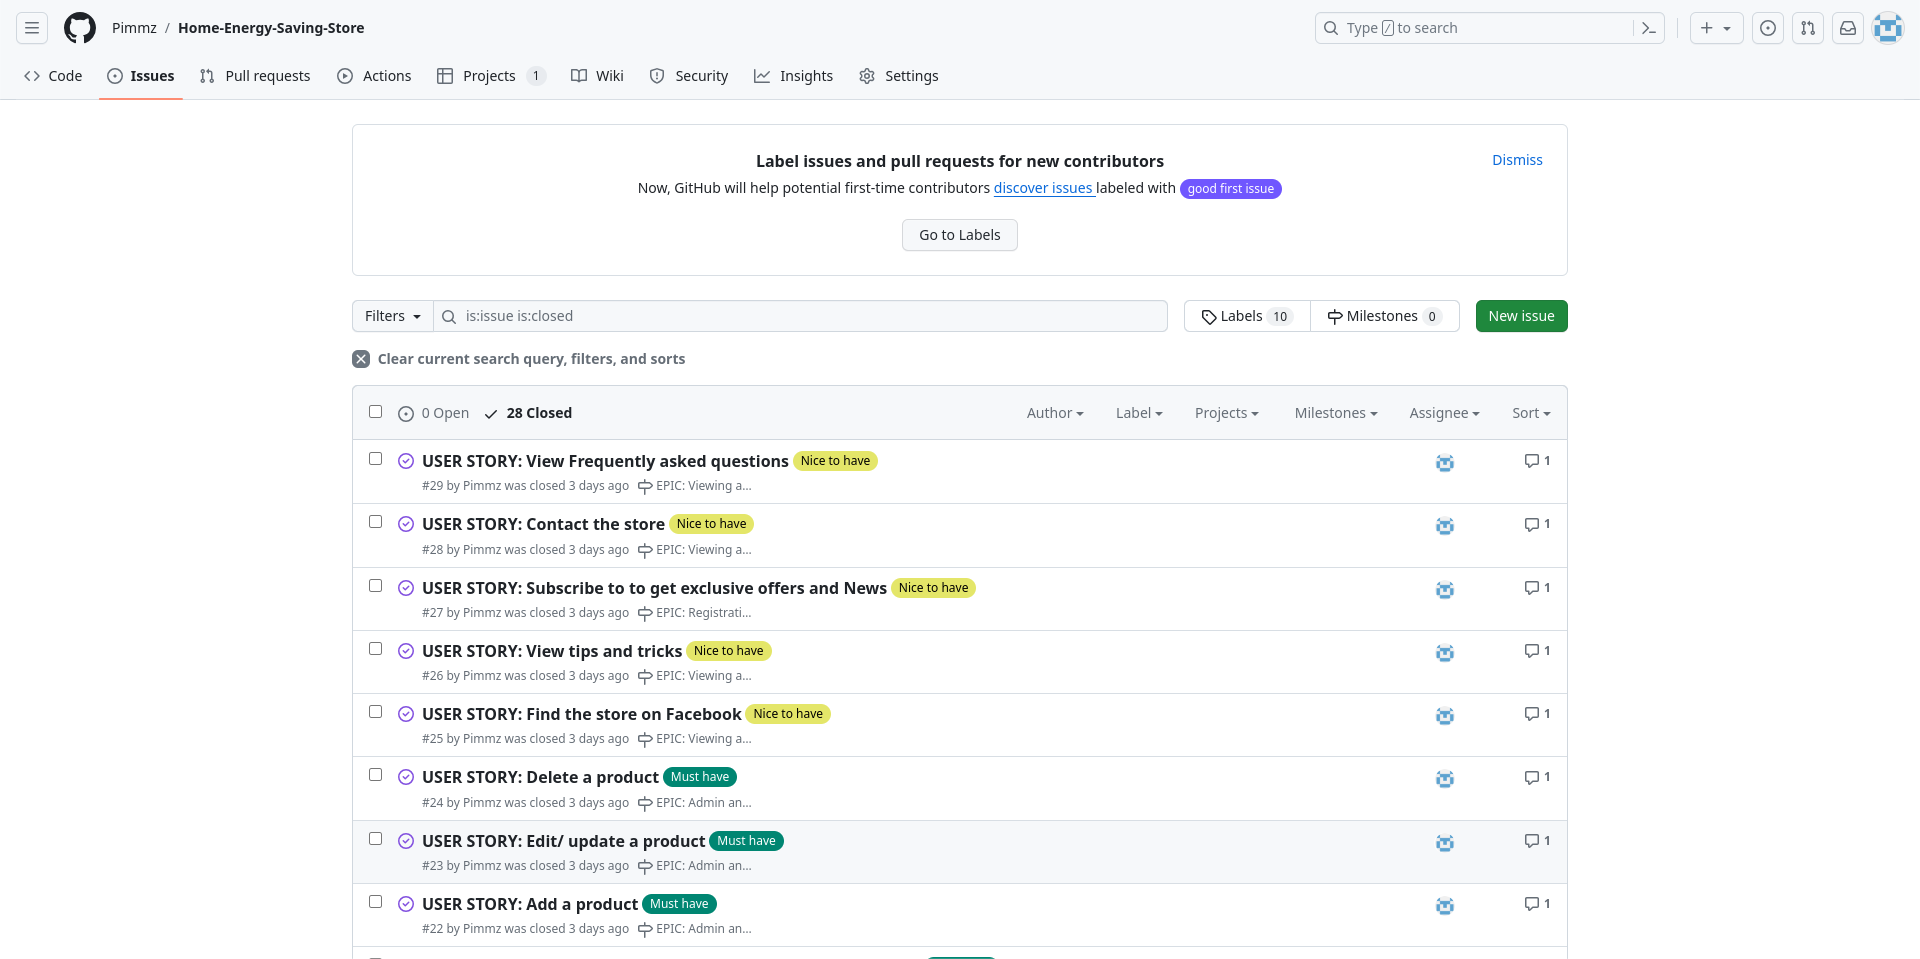 Pimmz / Home-Energy-Saving-Store
Type / to search
Code Issues Pull requests Actions Projects 1 Wiki Security Insights Settings
Label issues and pull requests for new contributors
Dismiss
Now, GitHub will help potential first-time contributors discover issues labeled with good first issue
Go to Labels
Filters is:issue is:closed Labels 10 Milestones 0 New issue
Clear current search query, filters, and sorts
0 Open 28 Closed Author Label Projects Milestones Assignee Sort
USER STORY: View Frequently asked questions Nice to have 1
#29 by Pimmz was closed 3 days ago EPIC: Viewing a...
USER STORY: Contact the store Nice to have 1
#28 by Pimmz was closed 3 days ago EPIC: Viewing a...
USER STORY: Subscribe to to get exclusive offers and News Nice to have 1
#27 by Pimmz was closed 3 days ago EPIC: Registrati...
USER STORY: View tips and tricks Nice to have 1
#26 by Pimmz was closed 3 days ago EPIC: Viewing a...
USER STORY: Find the store on Facebook Nice to have 1
#25 by Pimmz was closed 3 days ago EPIC: Viewing a...
USER STORY: Delete a product Must have 1
#24 by Pimmz was closed 3 days ago EPIC: Admin an...
USER STORY: Edit/ update a product Must have 1
#23 by Pimmz was closed 3 days ago EPIC: Admin an...
USER STORY: Add a product Must have 1
#22 by Pimmz was closed 3 days ago EPIC: Admin an...